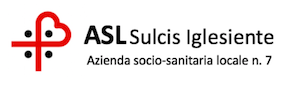 ASL Sulcis Iglesiente
Azienda socio-sanitaria locale n. 7